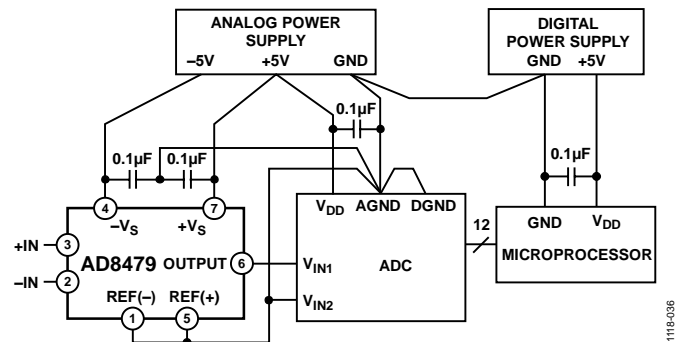 ANALOG POWER
SUPPLY
–5V +5V GND
DIGITAL
POWER SUPPLY
GND +5V
0.1µF
0.1µF 0.1µF
0.1µF
4 7
–VS +VS
VDD AGND DGND
12
GND VDD
MICROPROCESSOR
+IN 3
AD8479 OUTPUT 6
VIN1
ADC
–IN 2
REF(–) REF(+)
VIN2
1 5
1118-036